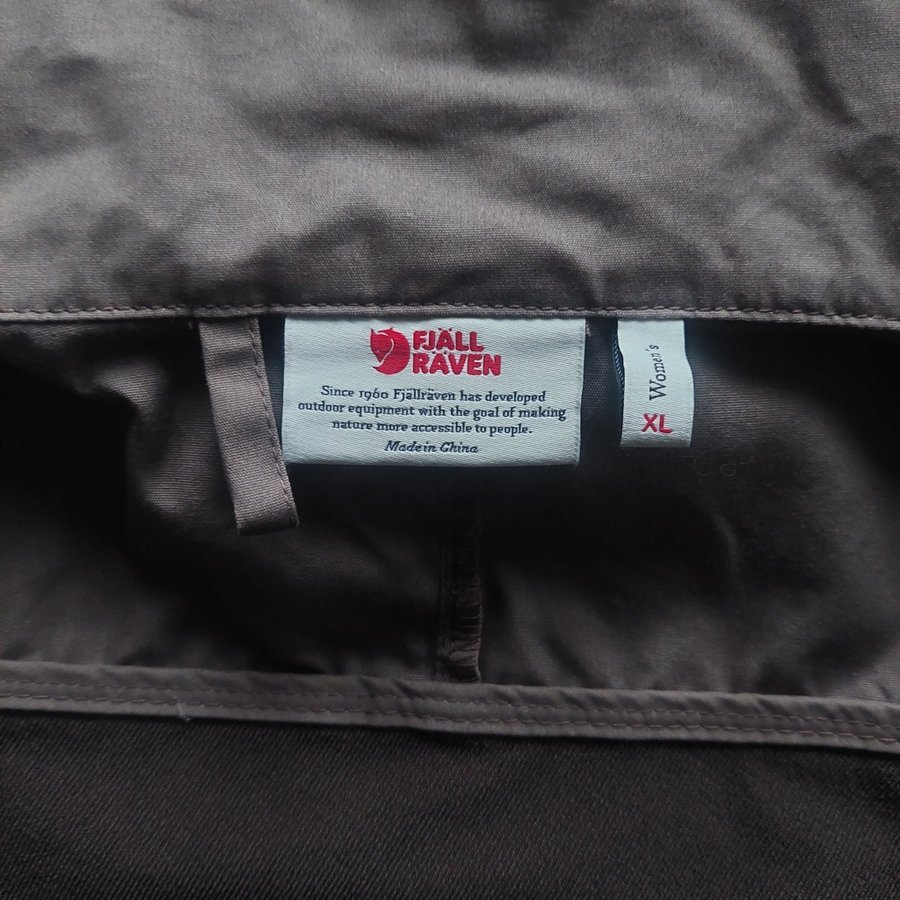 FJÄLL
RÄVEN
Since 1960 Fjällräven has developed
outdoor equipment with the goal of making
nature more accessible to people.
Made in China
Women's
XL